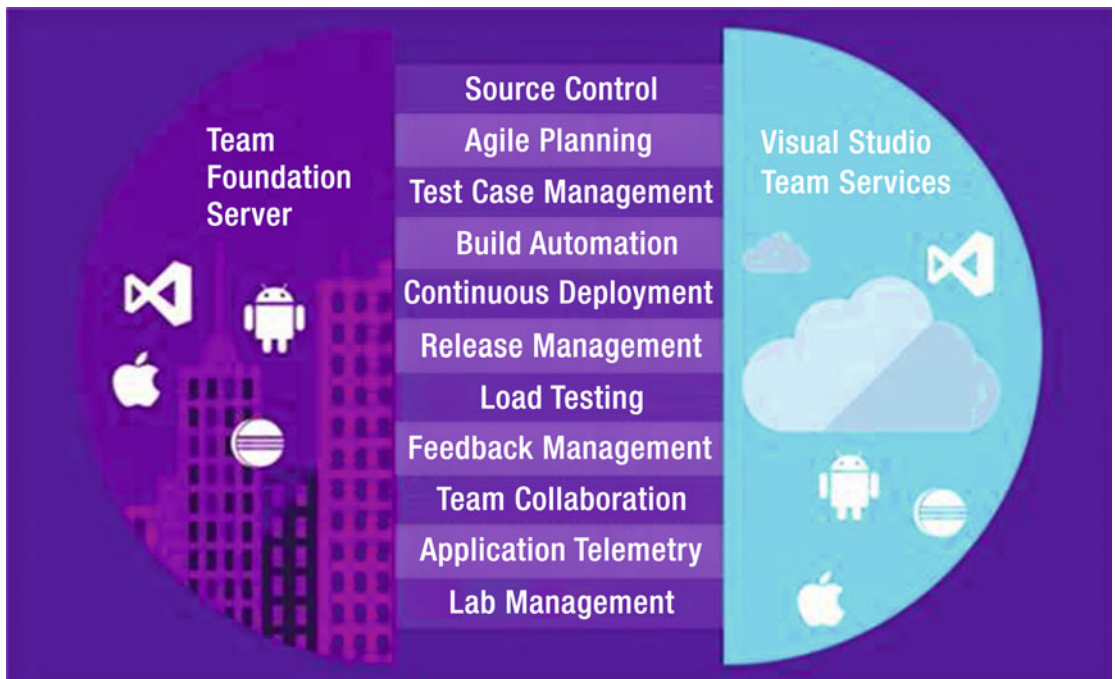 Team
Foundation
Server
Source Control
Agile Planning
Test Case Management
Build Automation
Continuous Deployment
Release Management
Load Testing
Feedback Management
Team Collaboration
Application Telemetry
Lab Management
Visual Studio
Team Services